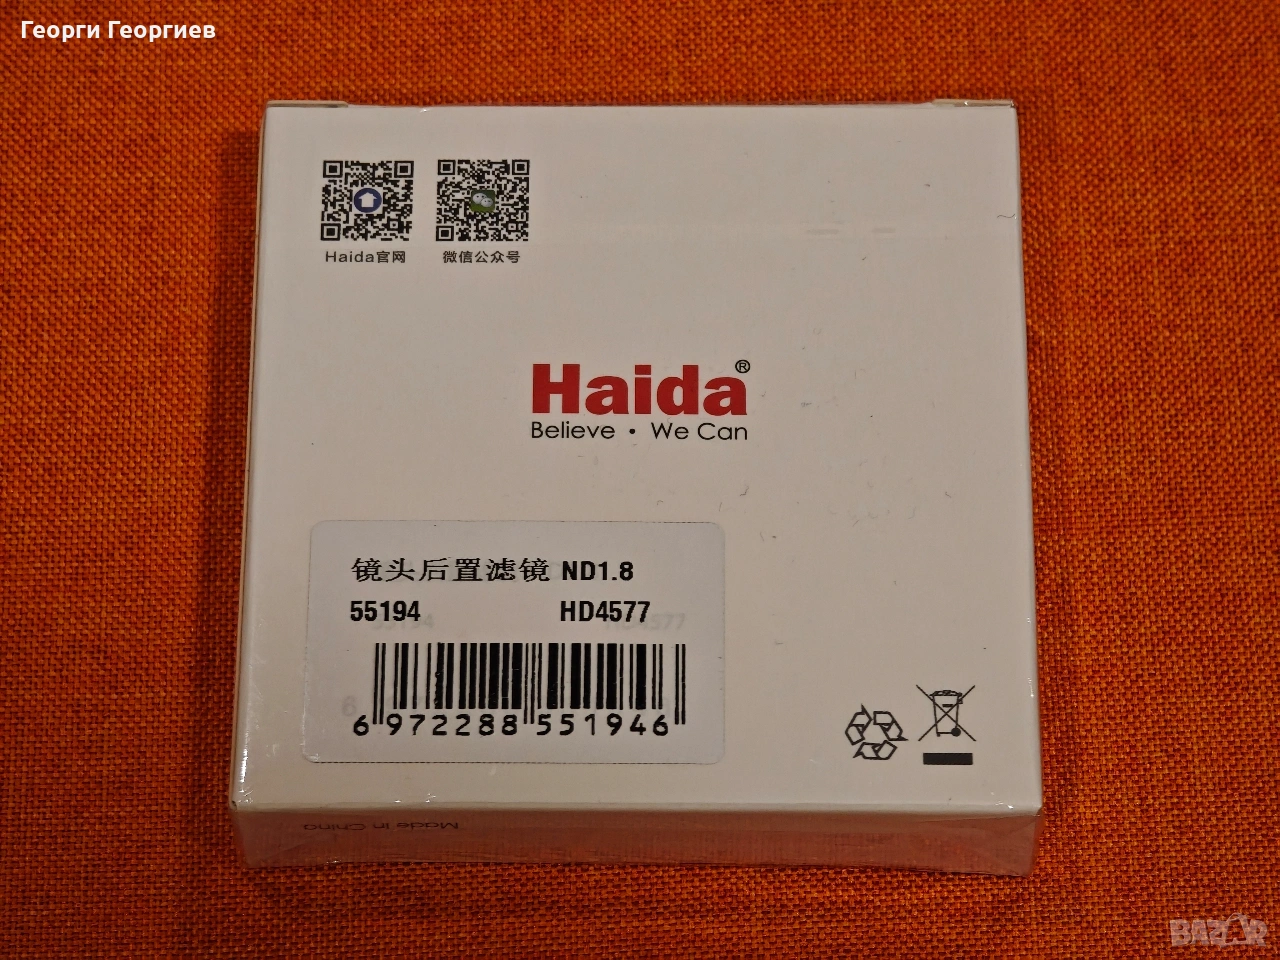 Георги Георгиев
Haida官网 微信公众号
Haida®
Believe • We Can
镜头后置滤镜 ND1.8
55194 HD4577
6 972288 551946
Made in China
BAZAR